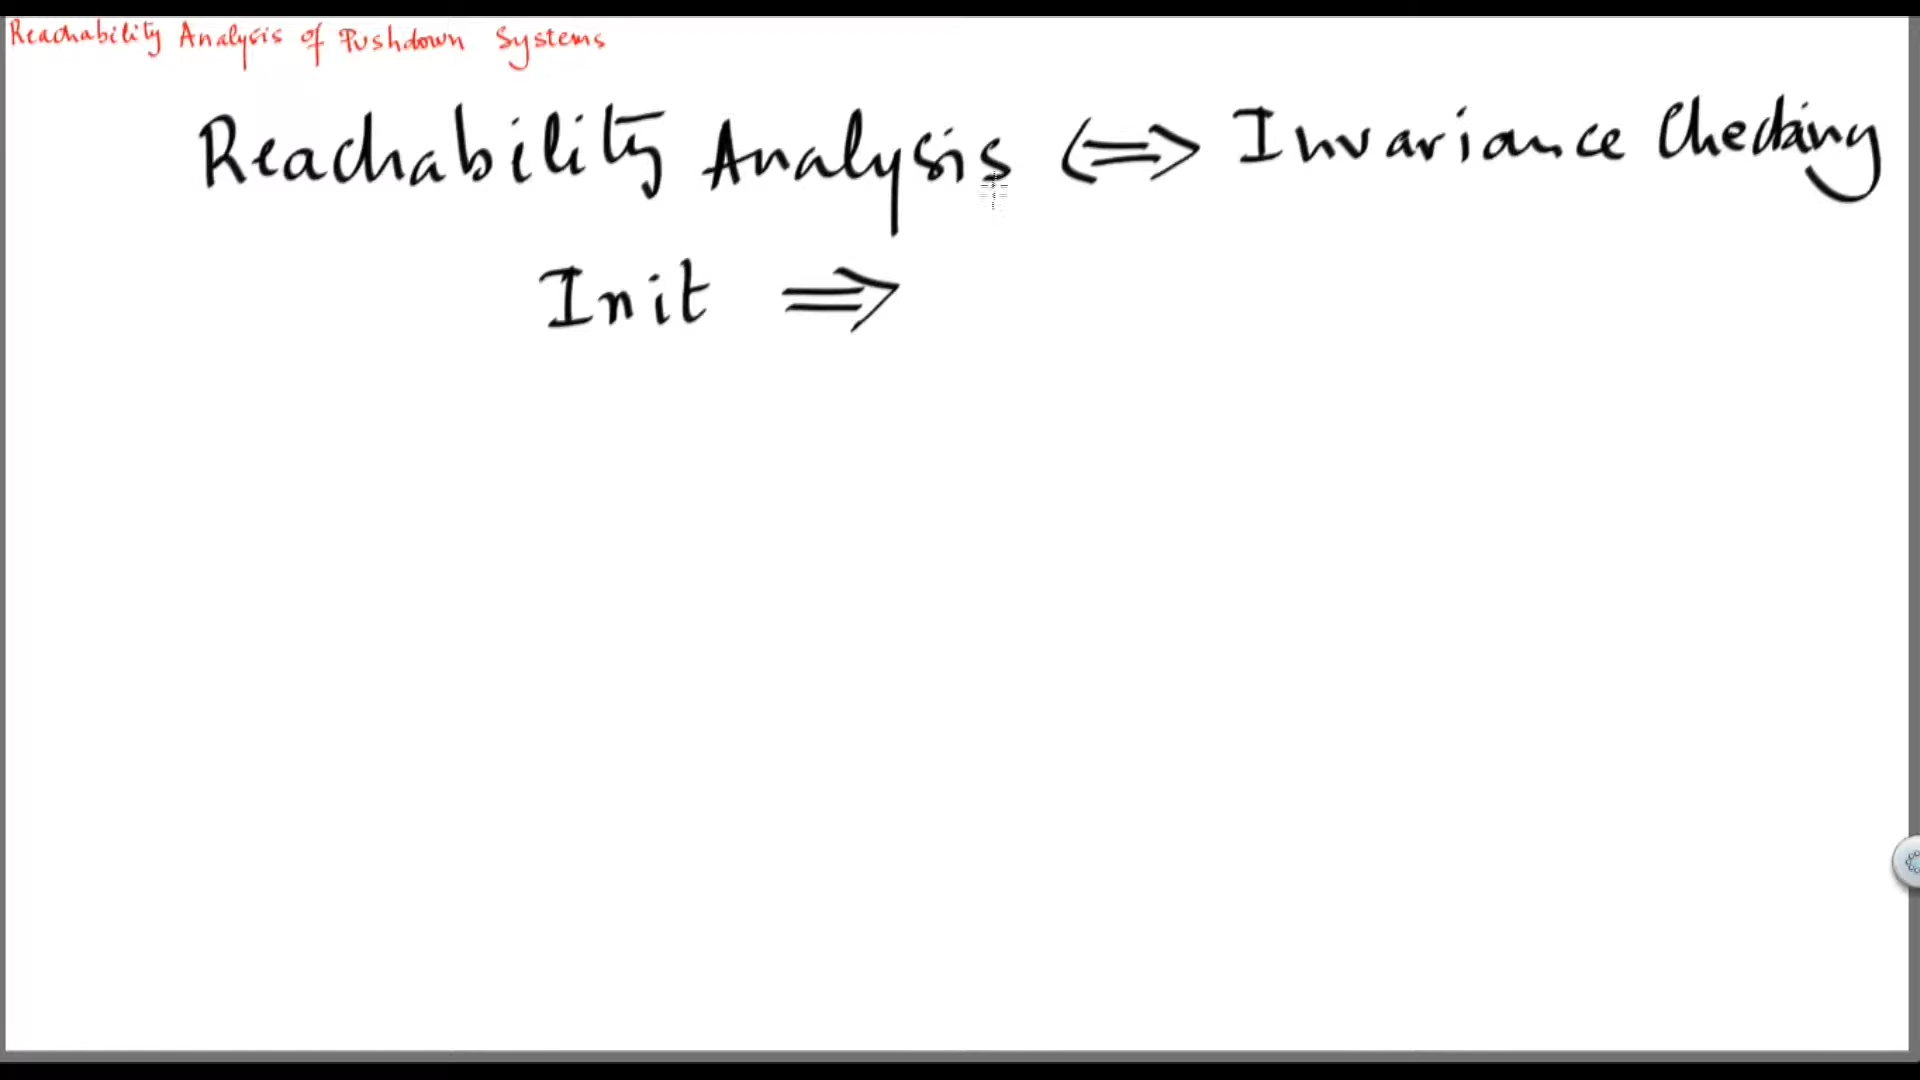 Reachability Analysis of Pushdown Systems
Reachability Analysis <=> Invariance Checking
Init =>